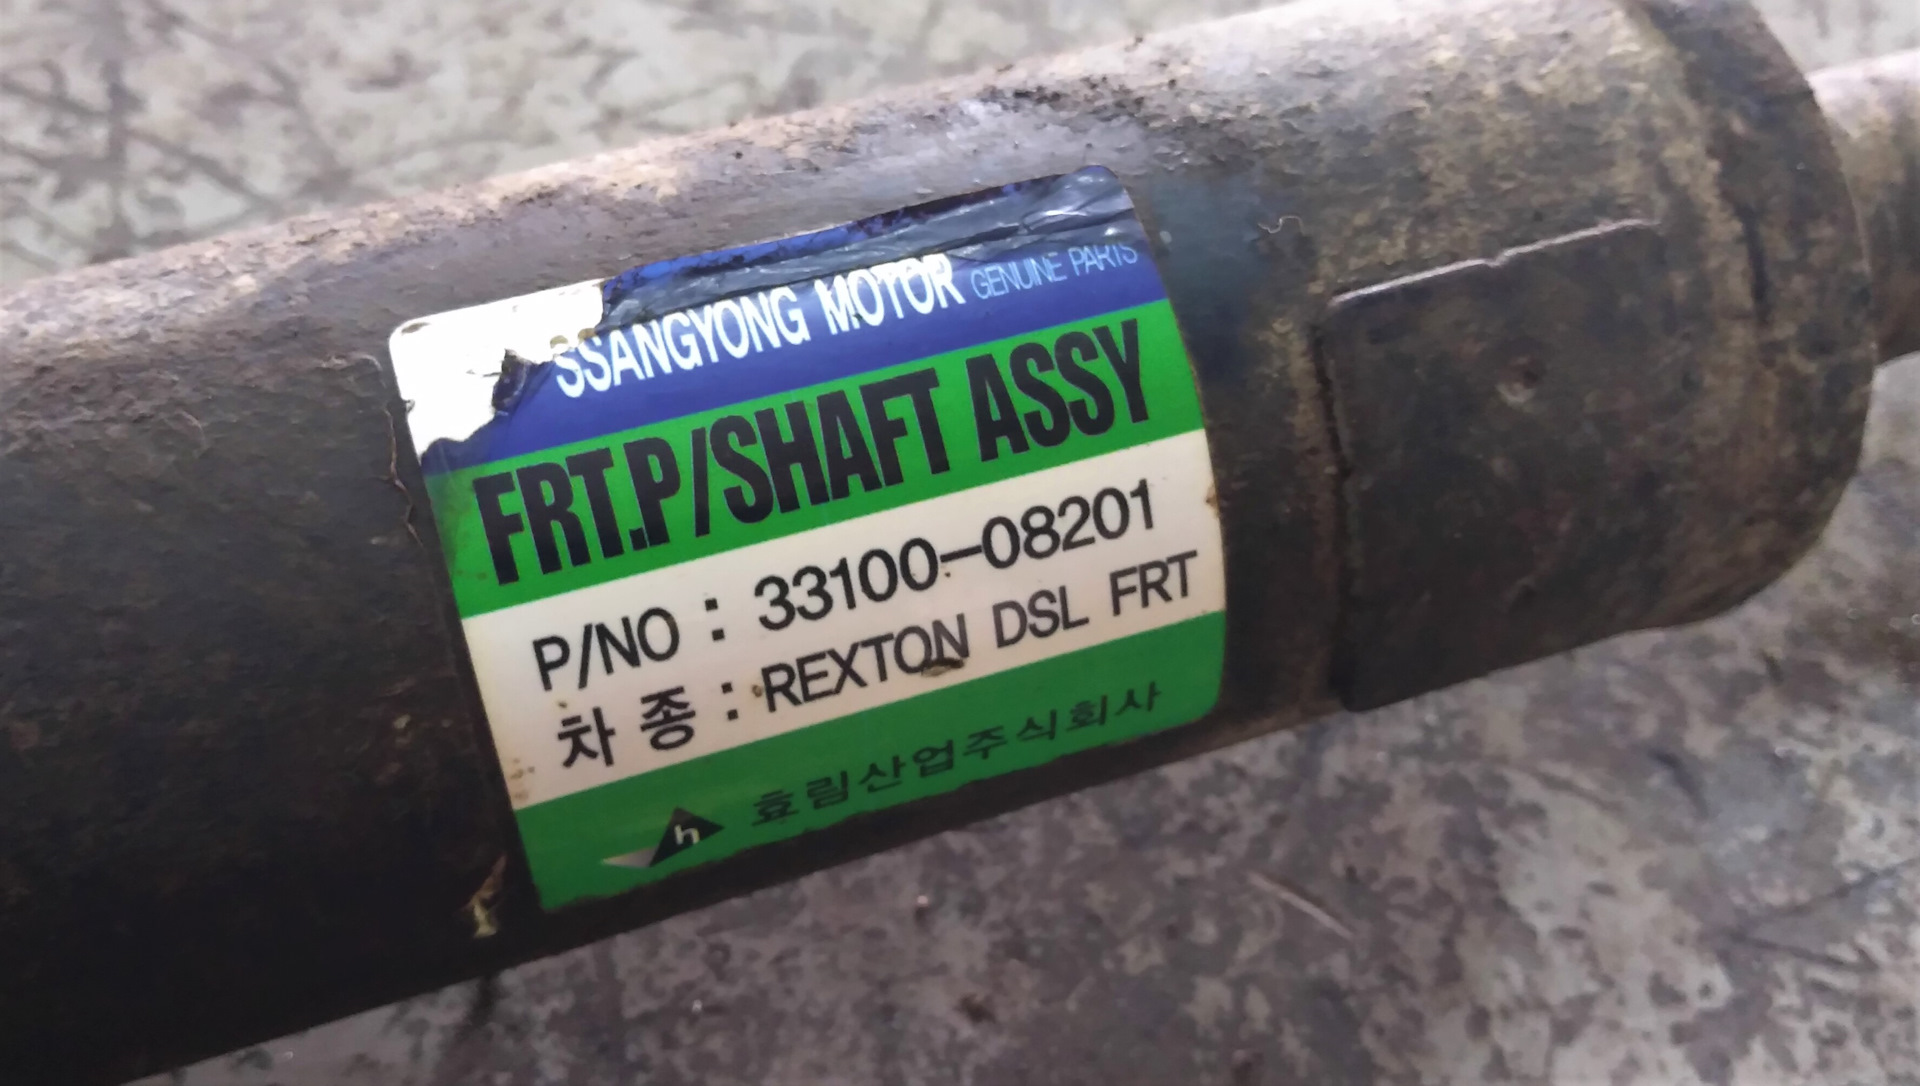 SSANGYONG MOTOR GENUINE PARTS
FRT.P/SHAFT ASSY
P/NO : 33100-08201
차 종 : REXTON DSL FRT
h 효림산업주식회사